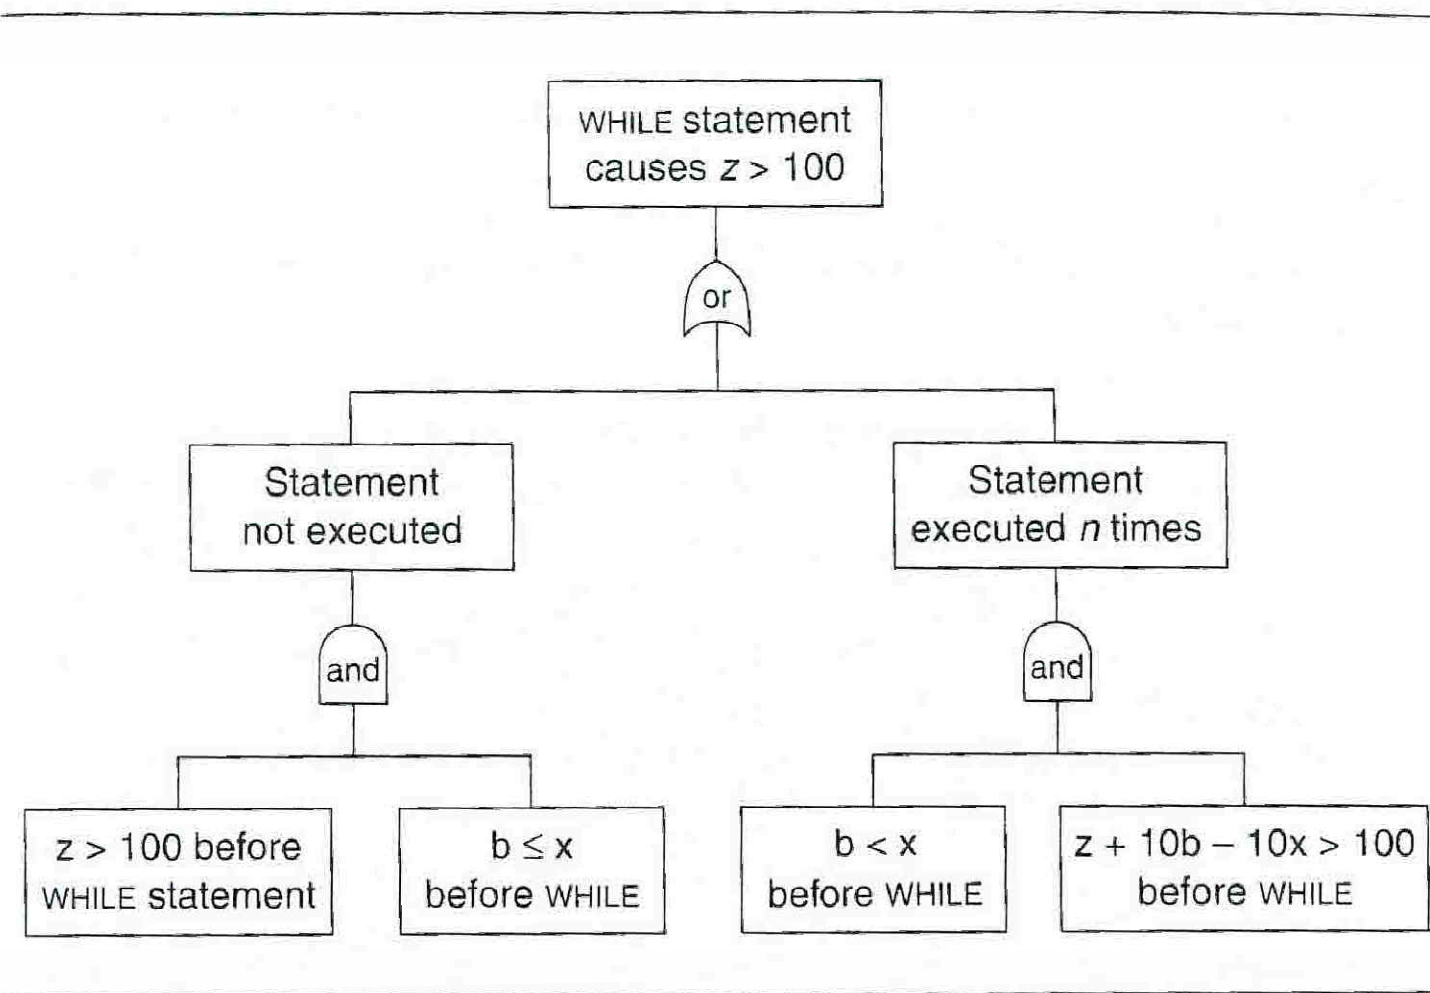 WHILE statement
causes z > 100
or
Statement
not executed
Statement
executed n times
and
and
z > 100 before
WHILE statement
b ≤ x
before WHILE
b < x
before WHILE
z + 10b – 10x > 100
before WHILE